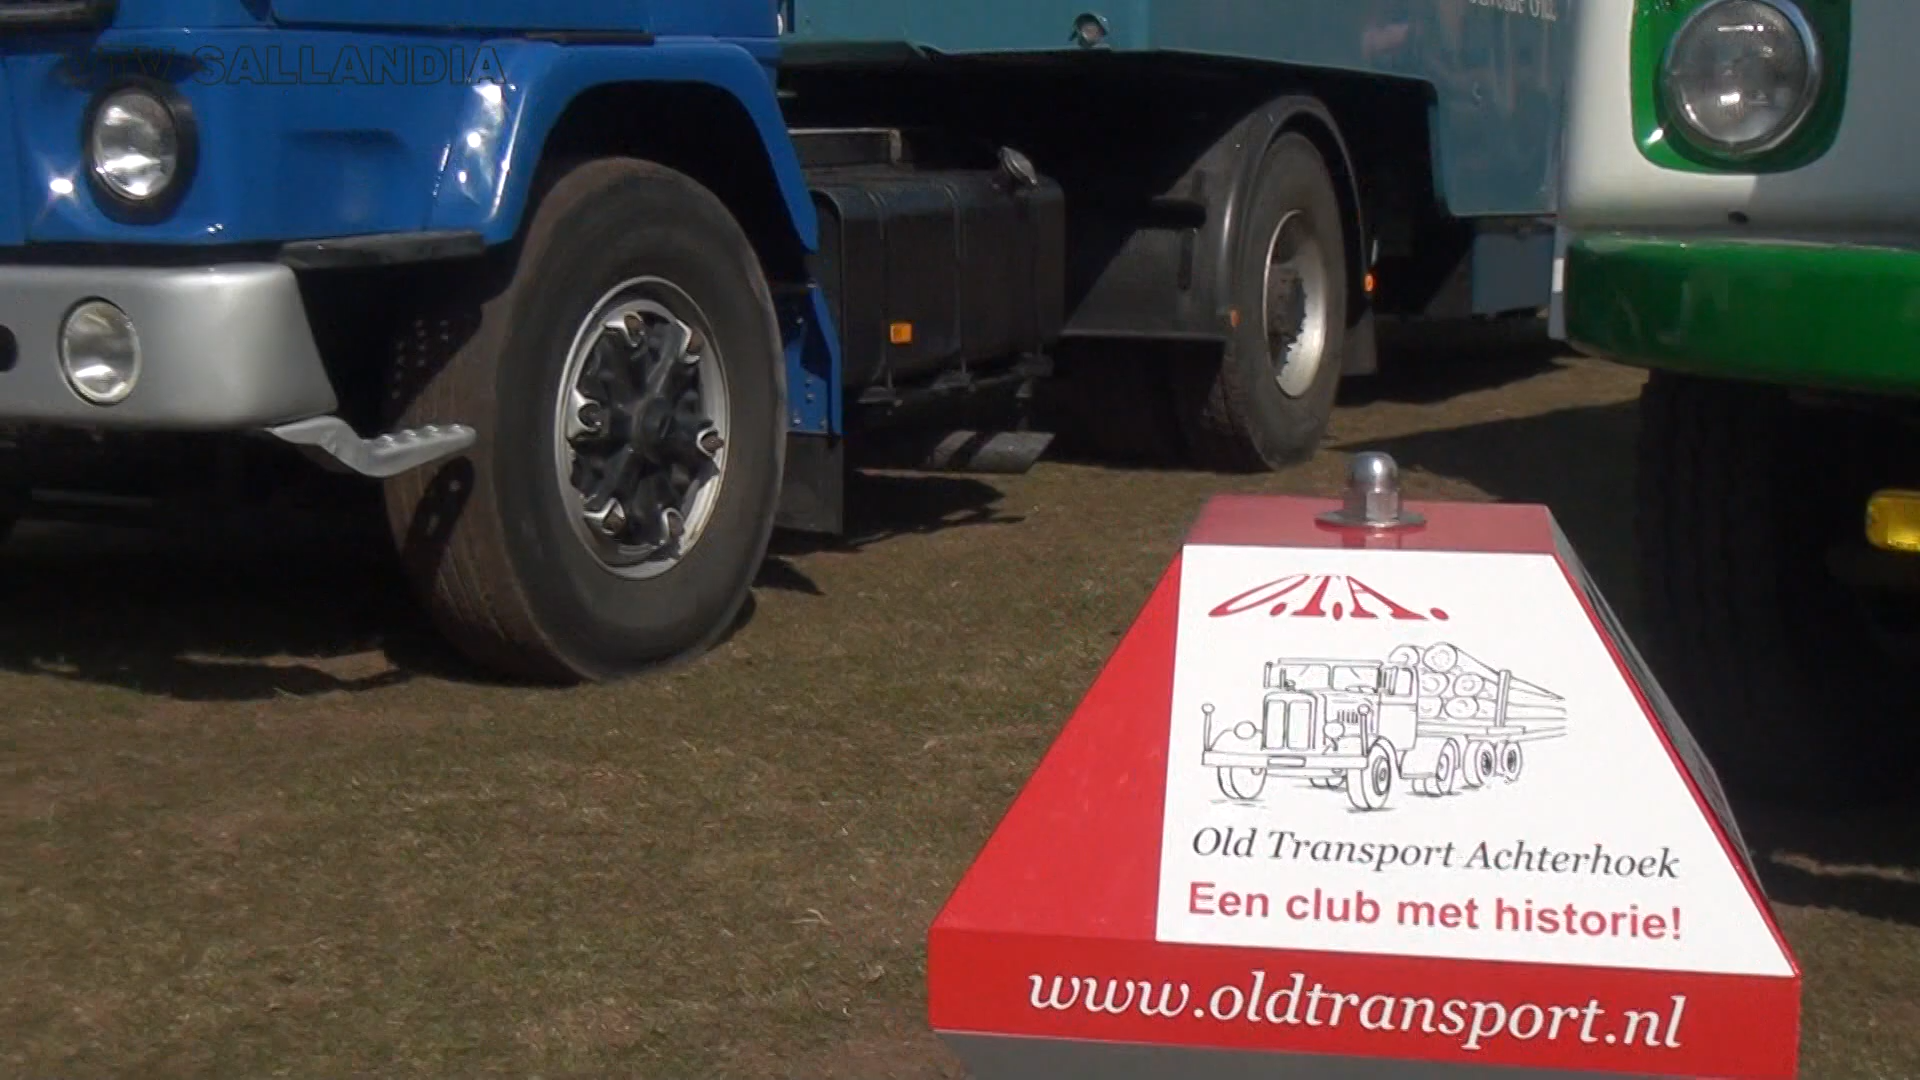 TV SALLANDIA
O.T.A.
Old Transport Achterhoek
Een club met historie!
www.oldtransport.nl